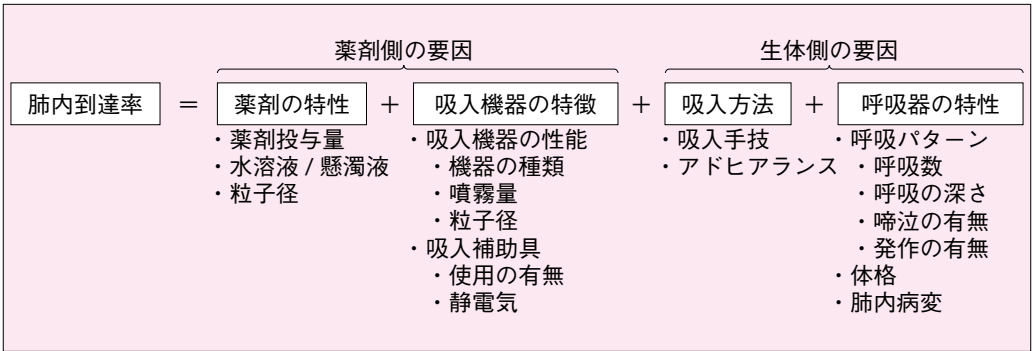 薬剤側の要因
生体側の要因
肺内到達率 = 薬剤の特性 + 吸入機器の特徴 + 吸入方法 + 呼吸器の特性
・薬剤投与量
・水溶液 / 懸濁液
・粒子径
・吸入機器の性能
・機器の種類
・噴霧量
・粒子径
・吸入補助具
・使用の有無
・静電気
・吸入手技
・アドヒアランス
・呼吸パターン
・呼吸数
・呼吸の深さ
・啼泣の有無
・発作の有無
・体格
・肺内病変